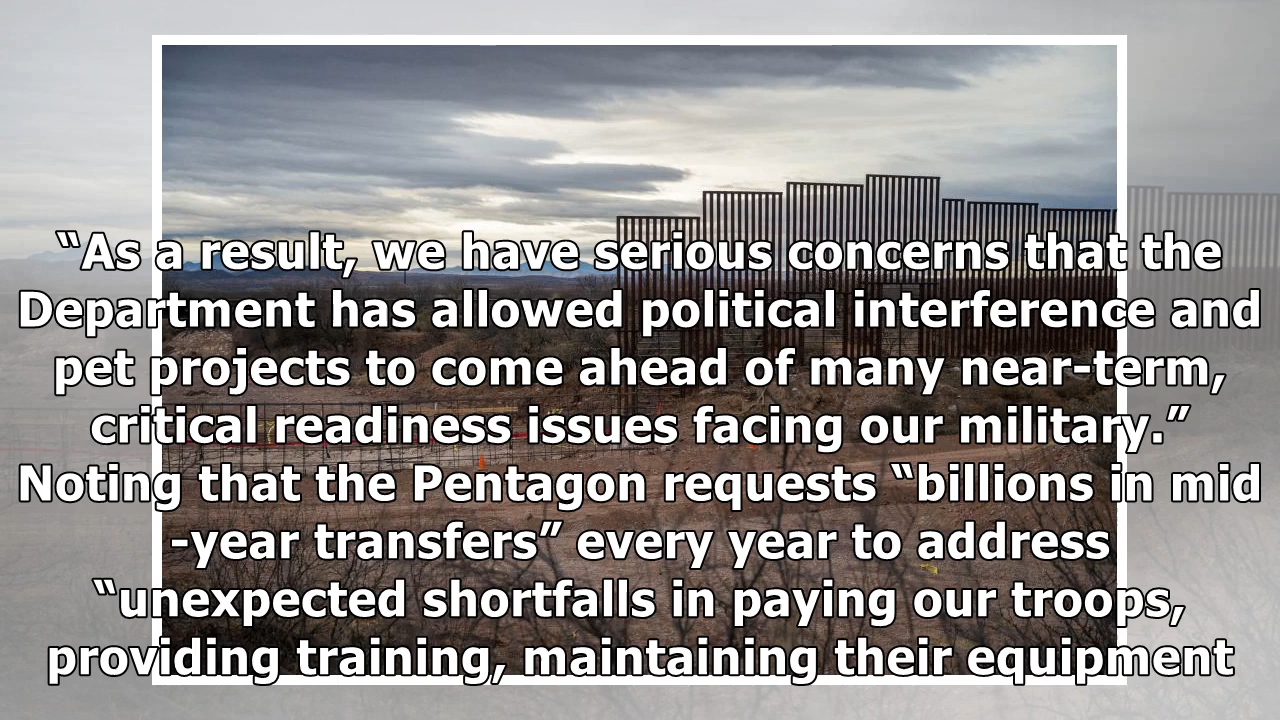 “As a result, we have serious concerns that the
Department has allowed political interference and
pet projects to come ahead of many near-term,
critical readiness issues facing our military.”
Noting that the Pentagon requests “billions in mid
-year transfers” every year to address
“unexpected shortfalls in paying our troops,
providing training, maintaining their equipment